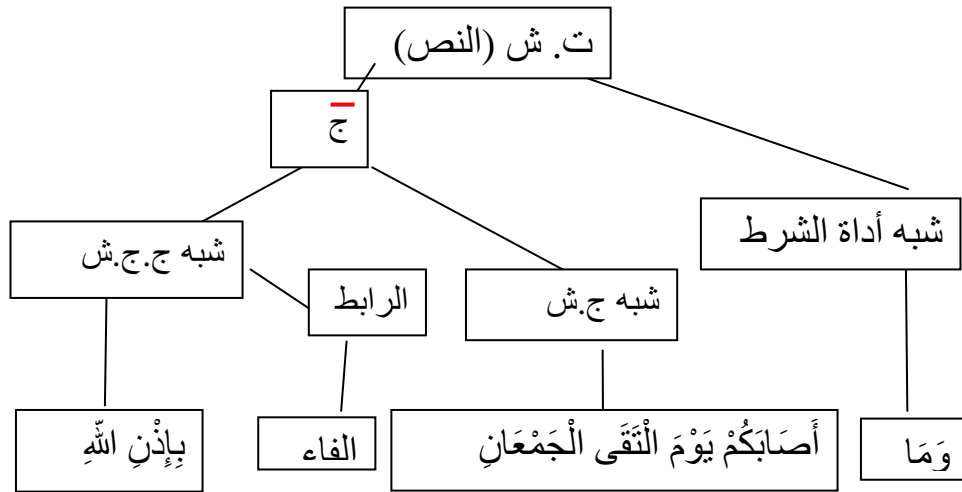 ت. ش (النص)
ج
شبه أداة الشرط
شبه ج.ج.ش
الرابط
شبه ج.ش
وَمَا
أَصَابَكُمْ يَوْمَ الْتَقَى الْجَمْعَانِ
الفاء
بِإِذْنِ اللّهِ